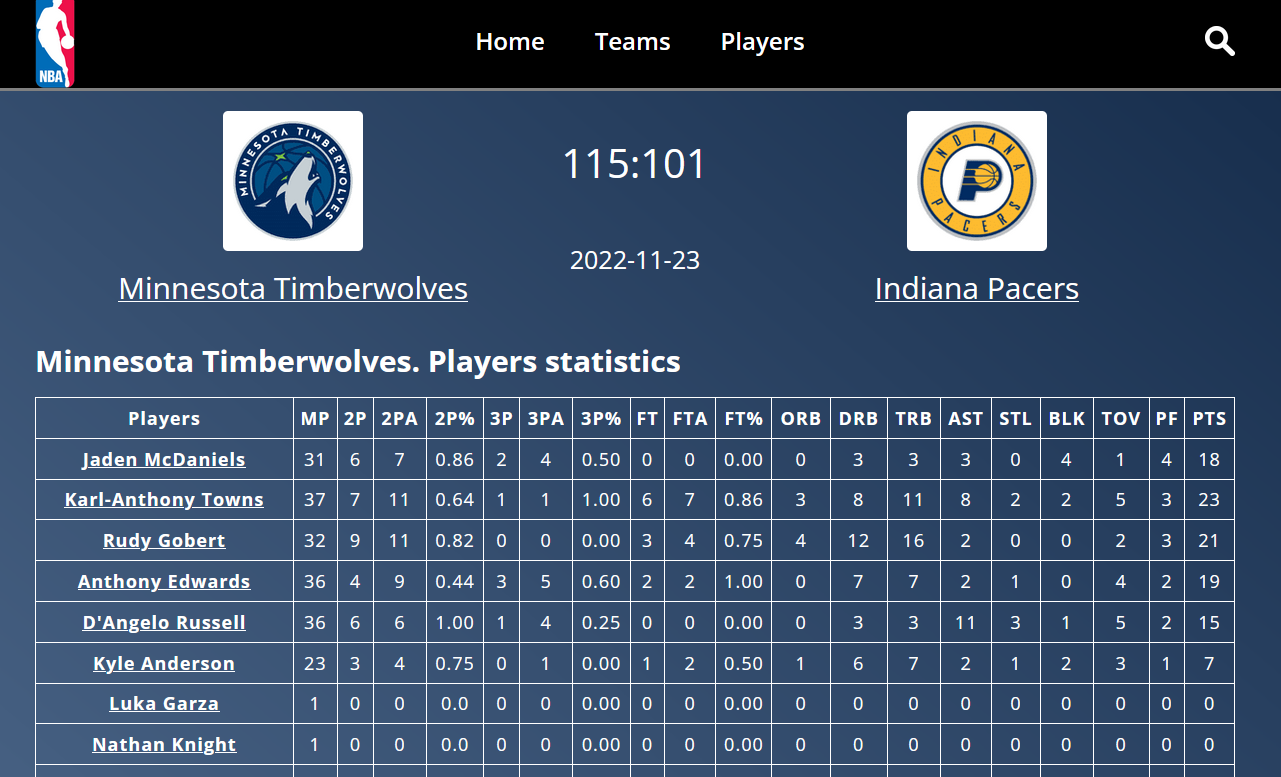 NBA
Home Teams Players
MINNESOTA TIMBERWOLVES
115:101
INDIANA PACERS
2022-11-23
Minnesota Timberwolves
Indiana Pacers
Minnesota Timberwolves. Players statistics
Players MP 2P 2PA 2P% 3P 3PA 3P% FT FTA FT% ORB DRB TRB AST STL BLK TOV PF PTS
Jaden McDaniels 31 6 7 0.86 2 4 0.50 0 0 0.00 0 3 3 3 0 4 1 4 18
Karl-Anthony Towns 37 7 11 0.64 1 1 1.00 6 7 0.86 3 8 11 8 2 2 5 3 23
Rudy Gobert 32 9 11 0.82 0 0 0.00 3 4 0.75 4 12 16 2 0 0 2 3 21
Anthony Edwards 36 4 9 0.44 3 5 0.60 2 2 1.00 0 7 7 2 1 0 4 2 19
D'Angelo Russell 36 6 6 1.00 1 4 0.25 0 0 0.00 0 3 3 11 3 1 5 2 15
Kyle Anderson 23 3 4 0.75 0 1 0.00 1 2 0.50 1 6 7 2 1 2 3 1 7
Luka Garza 1 0 0 0.0 0 0 0.00 0 0 0.00 0 0 0 0 0 0 0 0 0
Nathan Knight 1 0 0 0.0 0 0 0.00 0 0 0.00 0 0 0 0 0 0 0 0 0